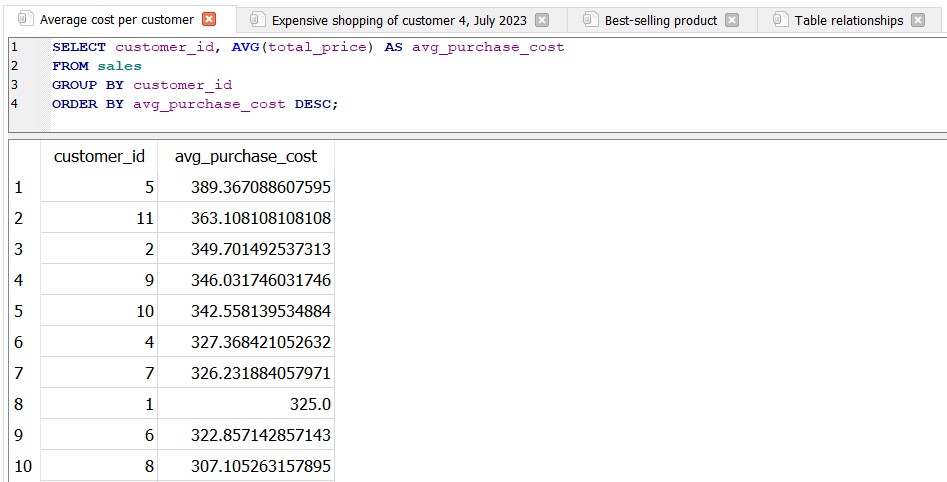 Average cost per customer Expensive shopping of customer 4, July 2023 Best-selling product Table relationships
1 SELECT customer_id, AVG(total_price) AS avg_purchase_cost
2 FROM sales
3 GROUP BY customer_id
4 ORDER BY avg_purchase_cost DESC;
customer_id avg_purchase_cost
1 5 389.367088607595
2 11 363.108108108108
3 2 349.701492537313
4 9 346.031746031746
5 10 342.558139534884
6 4 327.368421052632
7 7 326.231884057971
8 1 325.0
9 6 322.857142857143
10 8 307.105263157895